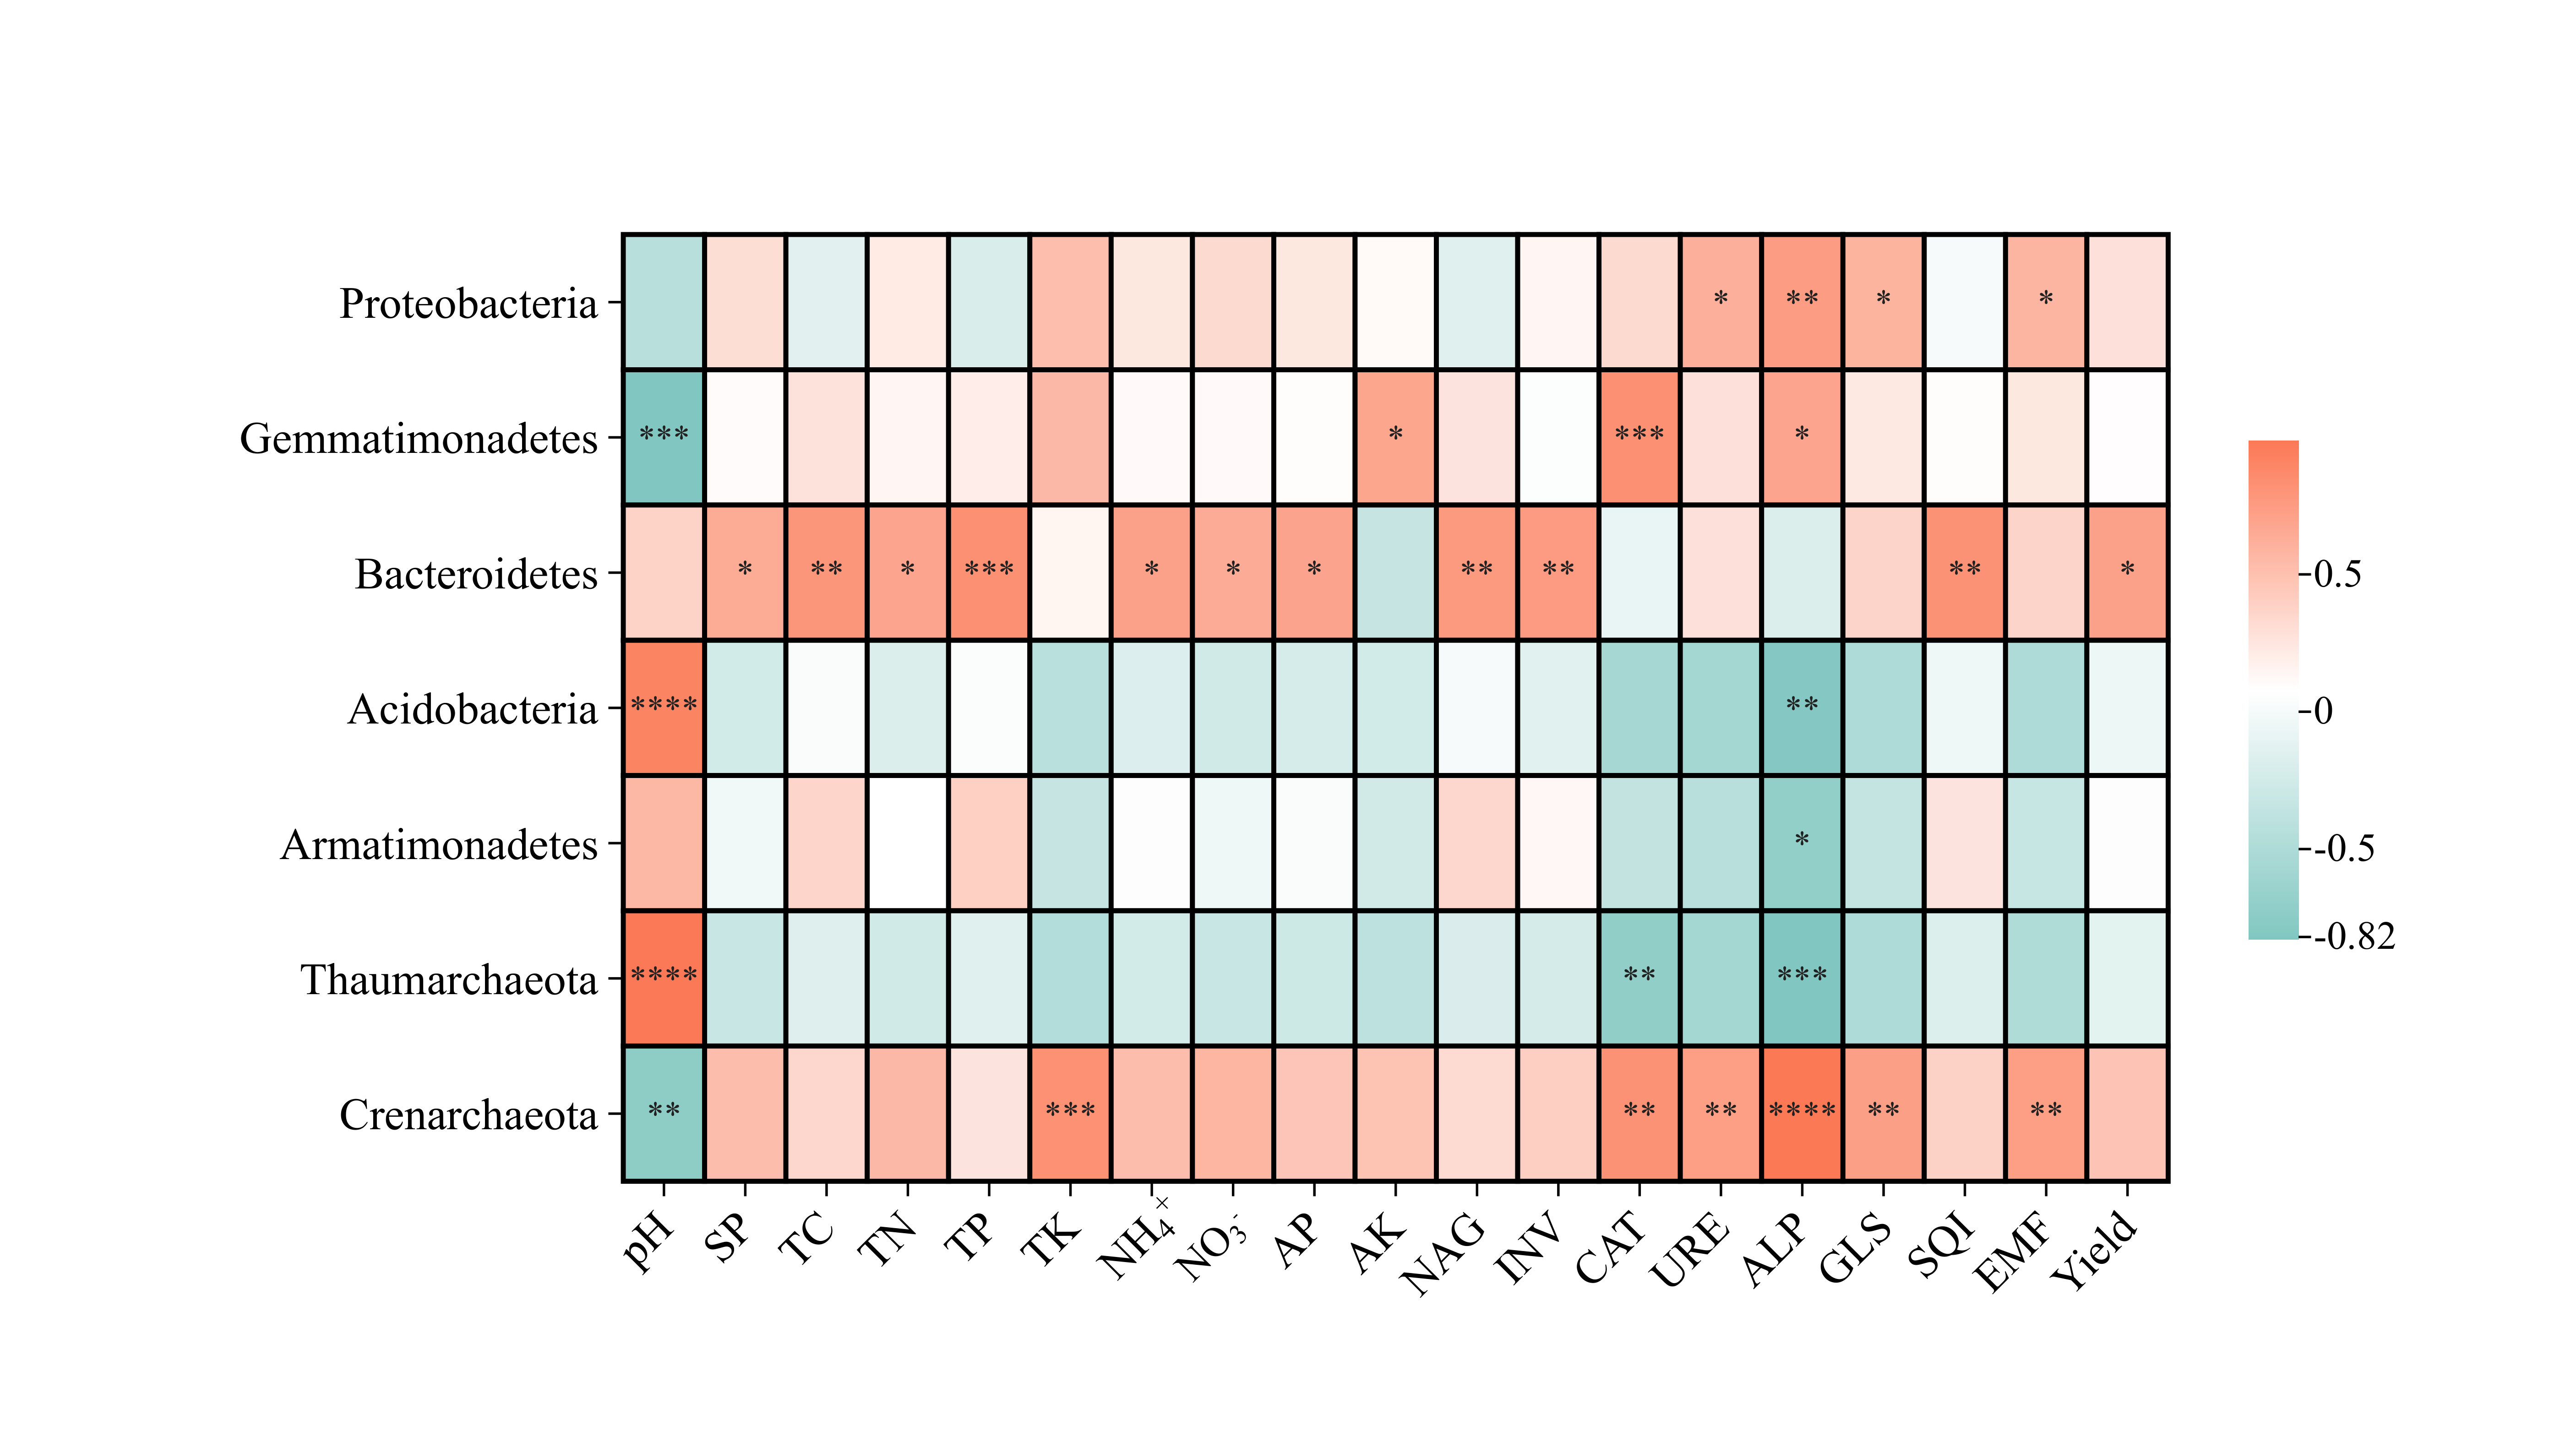 Proteobacteria * ** * *
Gemmatimonadetes *** * *** *
Bacteroidetes * ** * *** * * * ** ** ** *
Acidobacteria **** **
Armatimonadetes *
Thaumarchaeota **** ** ***
Crenarchaeota ** *** ** ** **** ** **
pH SP TC TN TP TK NH₄⁺ NO₃⁻ AP AK NAG INV CAT URE ALP GLS SQI EMF Yield
0.5
0
-0.5
-0.82